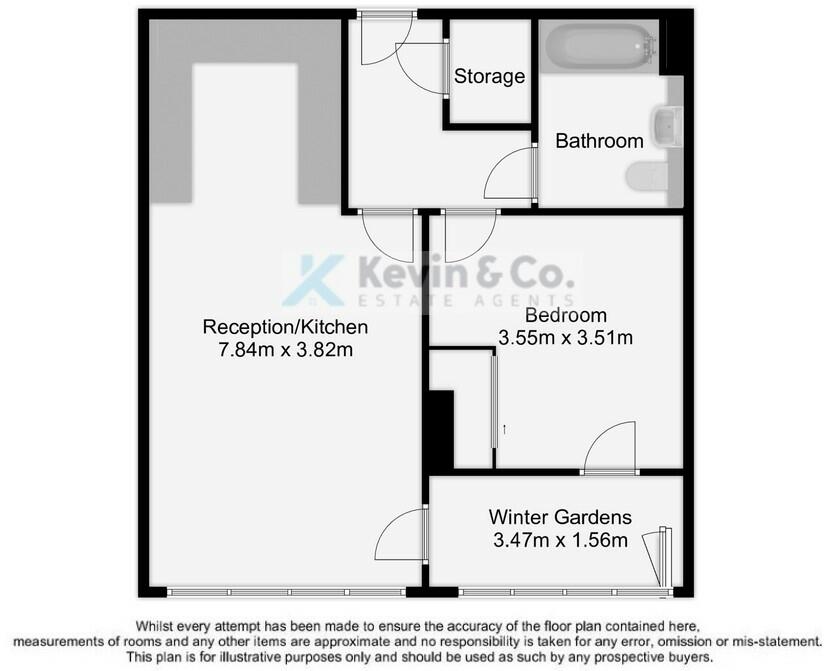 Storage
Bathroom
Kevin & Co.
ESTATE AGENTS
Bedroom
3.55m x 3.51m
Reception/Kitchen
7.84m x 3.82m
Winter Gardens
3.47m x 1.56m
Whilst every attempt has been made to ensure the accuracy of the floor plan contained here,
measurements of rooms and any other items are approximate and no responsibility is taken for any error, omission or mis-statement.
This plan is for illustrative purposes only and should be used as such by any prospective buyers.